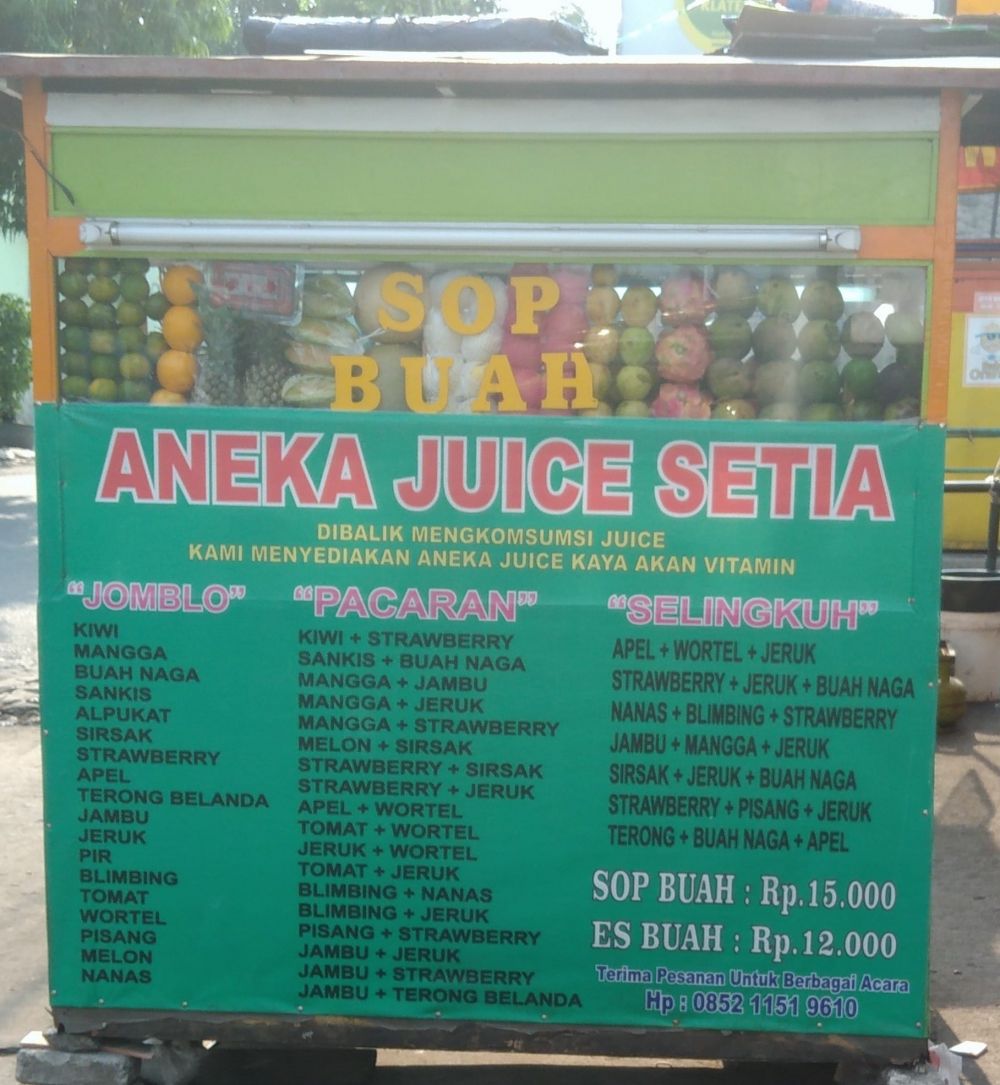 KLATEN
SOP
BUAH
ANEKA JUICE SETIA
DIBALIK MENGKOMSUMSI JUICE
KAMI MENYEDIAKAN ANEKA JUICE KAYA AKAN VITAMIN
"JOMBLO"
KIWI
MANGGA
BUAH NAGA
SANKIS
ALPUKAT
SIRSAK
STRAWBERRY
APEL
TERONG BELANDA
JAMBU
JERUK
PIR
BLIMBING
TOMAT
WORTEL
PISANG
MELON
NANAS
"PACARAN"
KIWI + STRAWBERRY
SANKIS + BUAH NAGA
MANGGA + JAMBU
MANGGA + JERUK
MANGGA + STRAWBERRY
MELON + SIRSAK
STRAWBERRY + SIRSAK
STRAWBERRY + JERUK
APEL + WORTEL
TOMAT + WORTEL
JERUK + WORTEL
TOMAT + JERUK
BLIMBING + NANAS
BLIMBING + JERUK
PISANG + STRAWBERRY
JAMBU + JERUK
JAMBU + STRAWBERRY
JAMBU + TERONG BELANDA
"SELINGKUH"
APEL + WORTEL + JERUK
STRAWBERRY + JERUK + BUAH NAGA
NANAS + BLIMBING + STRAWBERRY
JAMBU + MANGGA + JERUK
SIRSAK + JERUK + BUAH NAGA
STRAWBERRY + PISANG + JERUK
TERONG + BUAH NAGA + APEL
SOP BUAH : Rp.15.000
ES BUAH : Rp.12.000
Terima Pesanan Untuk Berbagai Acara
Hp : 0852 1151 9610